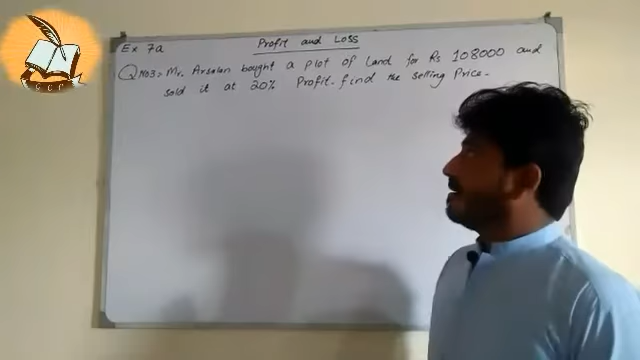 Ex 7a
Profit and Loss
Q No3:- Mr. Arsalan bought a plot of Land for Rs 108000 and
sold it at 20% Profit. find the selling Price.
GCP